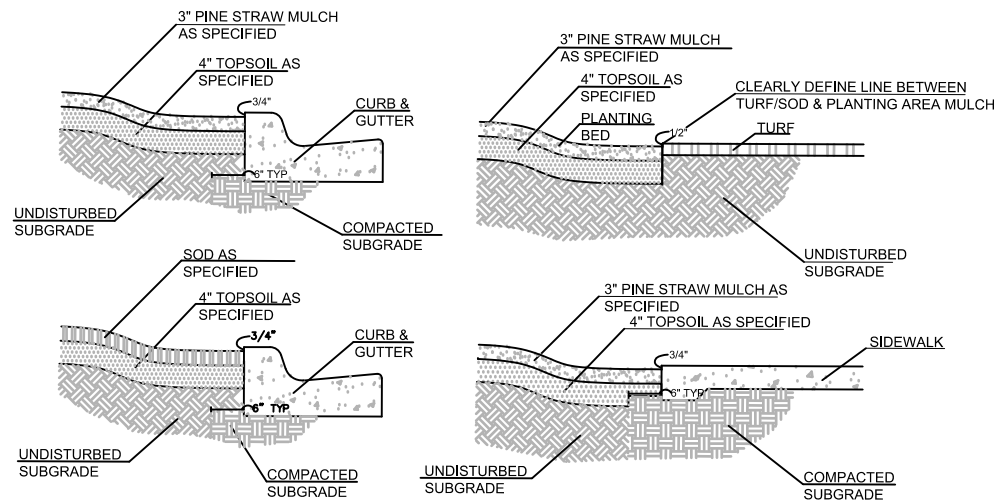 3" PINE STRAW MULCH
AS SPECIFIED
4" TOPSOIL AS
SPECIFIED
3/4"
CURB &
GUTTER
6" TYP
UNDISTURBED
SUBGRADE
COMPACTED
SUBGRADE
3" PINE STRAW MULCH
AS SPECIFIED
4" TOPSOIL AS
SPECIFIED
PLANTING
BED
1/2"
CLEARLY DEFINE LINE BETWEEN
TURF/SOD & PLANTING AREA MULCH
TURF
UNDISTURBED
SUBGRADE
SOD AS
SPECIFIED
4" TOPSOIL AS
SPECIFIED
3/4"
CURB &
GUTTER
6" TYP
UNDISTURBED
SUBGRADE
COMPACTED
SUBGRADE
3" PINE STRAW MULCH AS
SPECIFIED
4" TOPSOIL AS SPECIFIED
3/4"
SIDEWALK
6" TYP
UNDISTURBED
SUBGRADE
COMPACTED
SUBGRADE